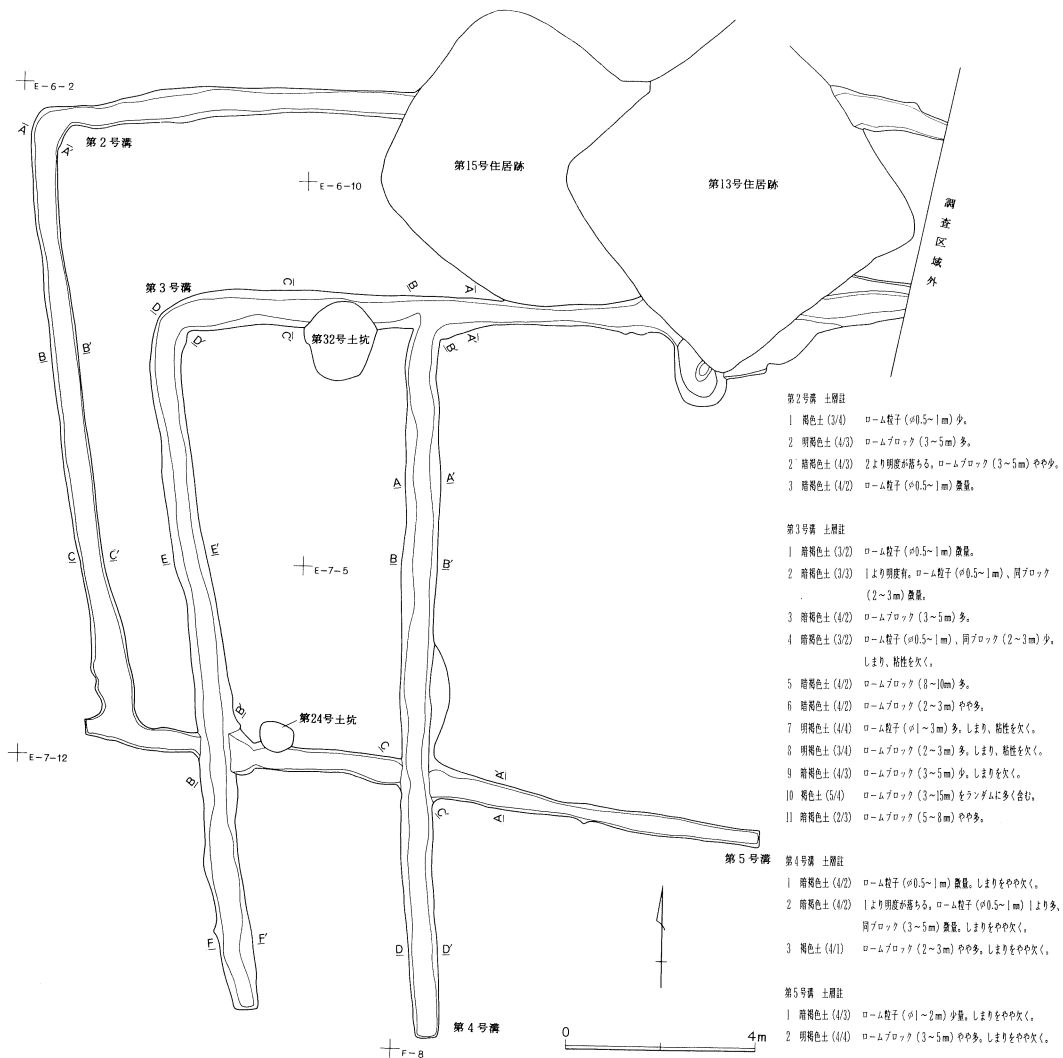 E-6-2
第2号溝
A
A'
E-6-10
第15号住居跡
第13号住居跡
調査区域外
第3号溝
C
B
A
D
D'
C'
第32号土坑
B'
A'
B
B'
A
A'
C
C'
E
E'
E-7-5
B
B'
B'
第24号土坑
C
A'
E-7-12
B
C'
A
第5号溝
F
F'
D
D'
第4号溝
F-8
0
4m
第2号溝 土層註
1 褐色土(3/4) ローム粒子(φ0.5~1㎜)少。
2 明褐色土(4/3) ロームブロック(3~5㎜)多。
2' 暗褐色土(4/3) 2より明度が落ちる。ロームブロック(3~5㎜)やや少。
3 暗褐色土(4/2) ローム粒子(φ0.5~1㎜)微量。
第3号溝 土層註
1 暗褐色土(3/2) ローム粒子(φ0.5~1㎜)微量。
2 暗褐色土(3/3) 1より明度有。ローム粒子(φ0.5~1㎜)、同ブロック
(2~3㎜)微量。
3 暗褐色土(4/2) ロームブロック(3~5㎜)多。
4 暗褐色土(3/2) ローム粒子(φ0.5~1㎜)、同ブロック(2~3㎜)少。
しまり、粘性を欠く。
5 暗褐色土(4/2) ロームブロック(8~10㎜)多。
6 暗褐色土(4/2) ロームブロック(2~3㎜)やや多。
7 明褐色土(4/4) ローム粒子(φ1~3㎜)多。しまり、粘性を欠く。
8 明褐色土(3/4) ロームブロック(2~3㎜)多。しまり、粘性を欠く。
9 暗褐色土(4/3) ロームブロック(3~5㎜)少。しまりを欠く。
10 褐色土(5/4) ロームブロック(3~15㎜)をランダムに多く含む。
11 暗褐色土(2/3) ロームブロック(5~8㎜)やや多。
第4号溝 土層註
1 暗褐色土(4/2) ローム粒子(φ0.5~1㎜)微量。しまりをやや欠く。
2 暗褐色土(4/2) 1より明度が落ちる。ローム粒子(φ0.5~1㎜)1より多、
同ブロック(3~5㎜)微量。しまりをやや欠く。
3 褐色土(4/1) ロームブロック(2~3㎜)やや多。しまりをやや欠く。
第5号溝 土層註
1 暗褐色土(4/3) ローム粒子(φ1~2㎜)少量。しまりをやや欠く。
2 明褐色土(4/4) ロームブロック(3~5㎜)やや多。しまりをやや欠く。